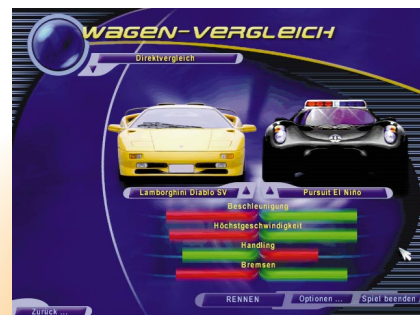 WAGEN-VERGLEICH
Direktvergleich
Lamborghini Diablo SV
Pursuit El Niño
Beschleunigung
Höchstgeschwindigkeit
Handling
Bremsen
RENNEN
Optionen ...
Spiel beenden
Zurück ...